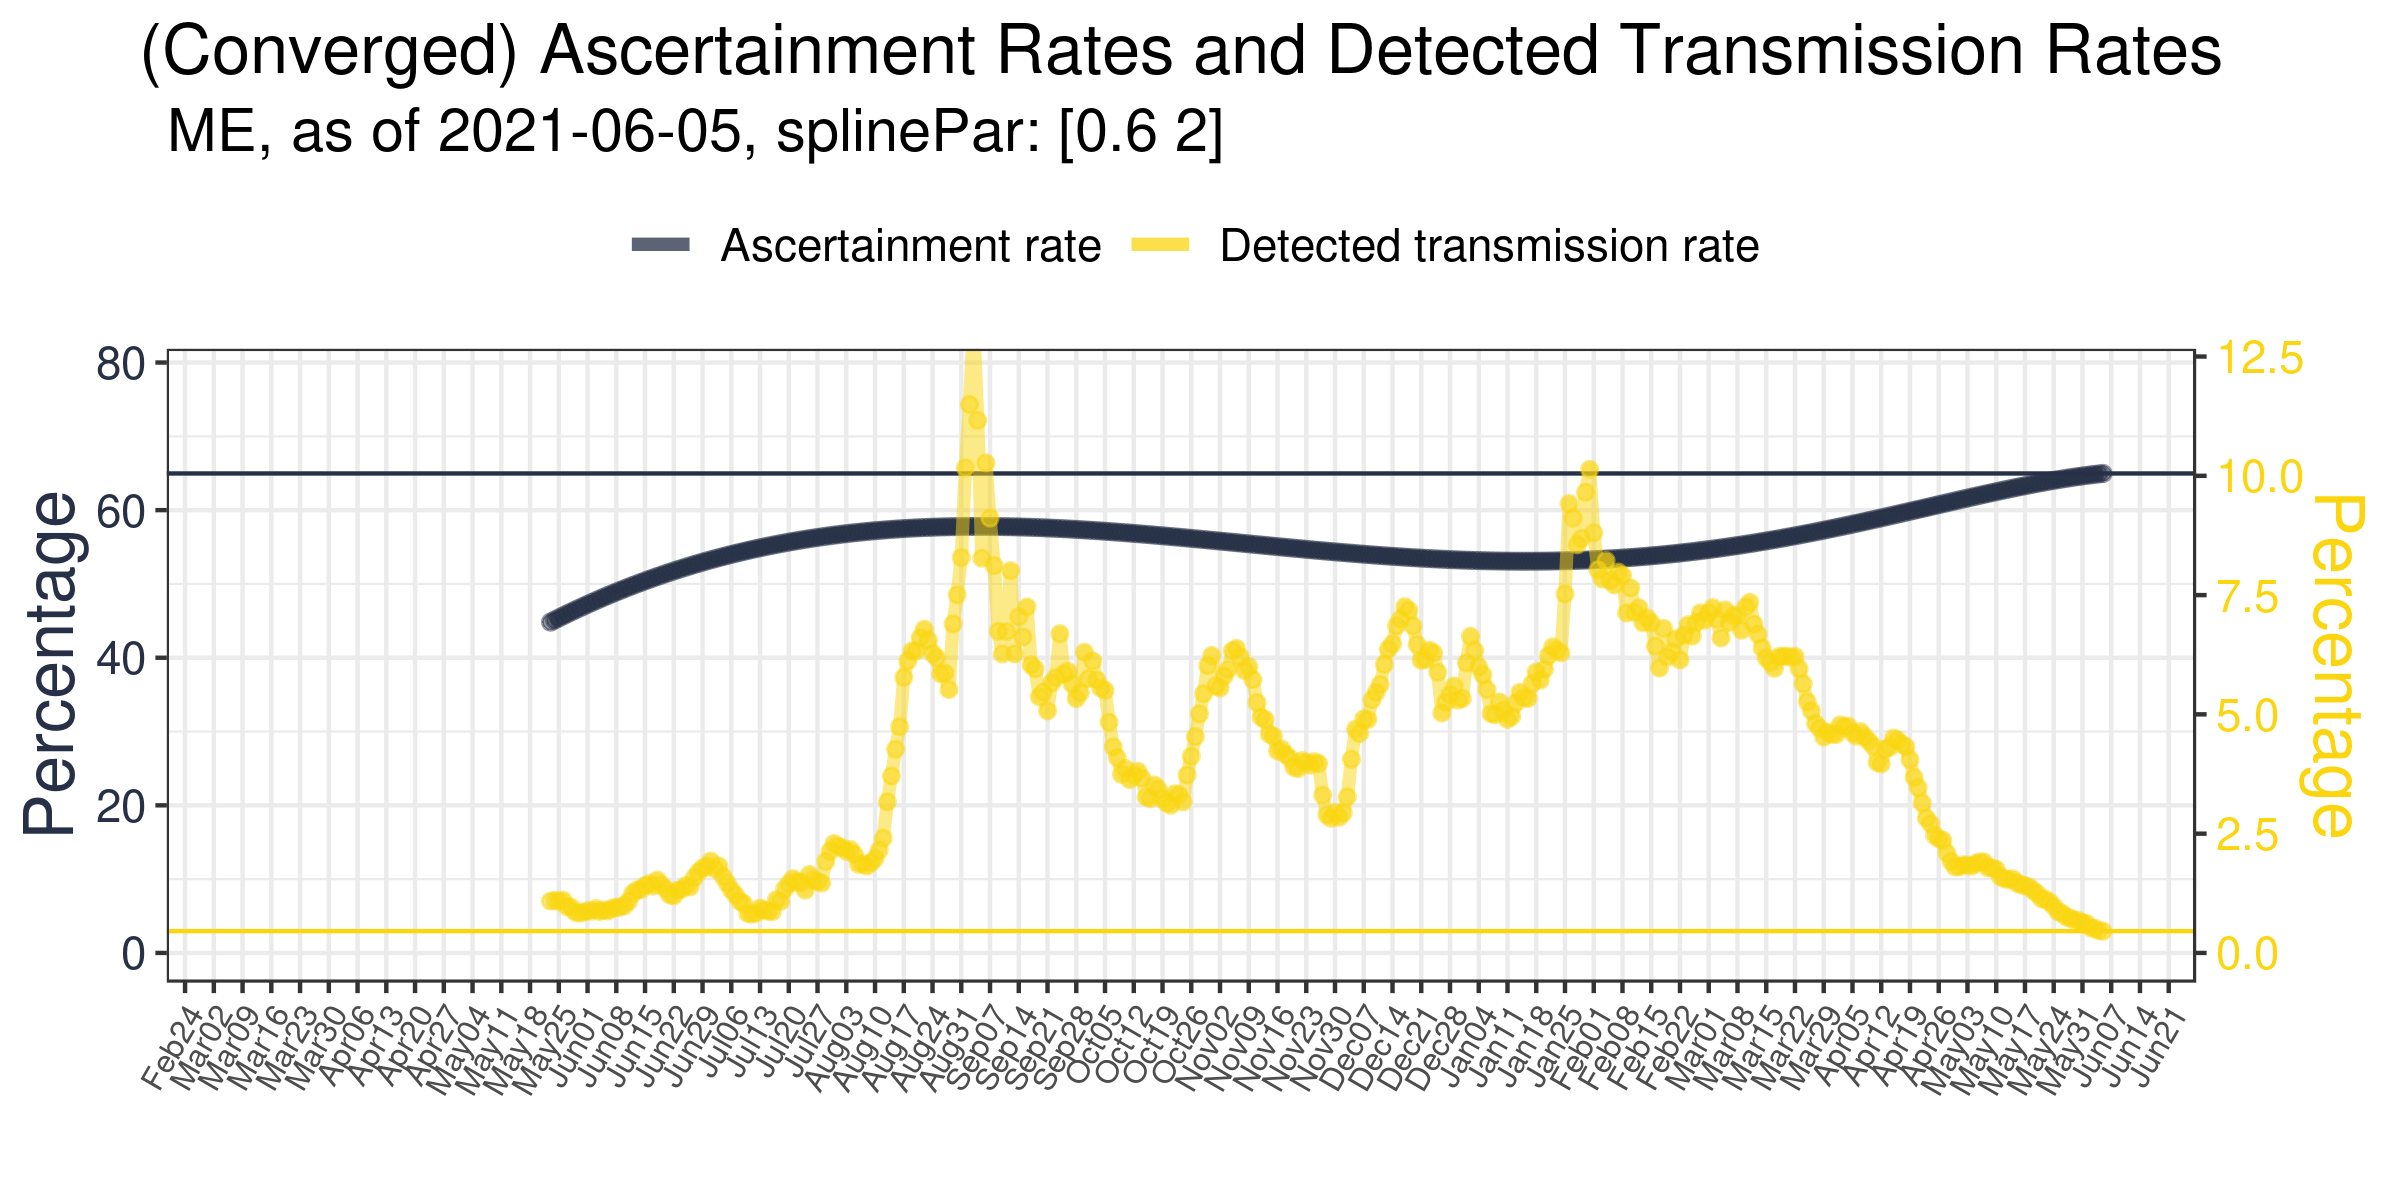 (Converged) Ascertainment Rates and Detected Transmission Rates
ME, as of 2021-06-05, splinePar: [0.6 2]
Ascertainment rate Detected transmission rate
80
60
40
20
0
Percentage
12.5
10.0
7.5
5.0
2.5
0.0
Percentage
Feb24 Mar02 Mar09 Mar16 Mar23 Mar30 Apr06 Apr13 Apr20 Apr27 May04 May11 May18 May25 Jun01 Jun08 Jun15 Jun22 Jun29 Jul06 Jul13 Jul20 Jul27 Aug03 Aug10 Aug17 Aug24 Aug31 Sep07 Sep14 Sep21 Sep28 Oct05 Oct12 Oct19 Oct26 Nov02 Nov09 Nov16 Nov23 Nov30 Dec07 Dec14 Dec21 Dec28 Jan04 Jan11 Jan18 Jan25 Feb01 Feb08 Feb15 Feb22 Mar01 Mar08 Mar15 Mar22 Mar29 Apr05 Apr12 Apr19 Apr26 May03 May10 May17 May24 May31 Jun07 Jun14 Jun21